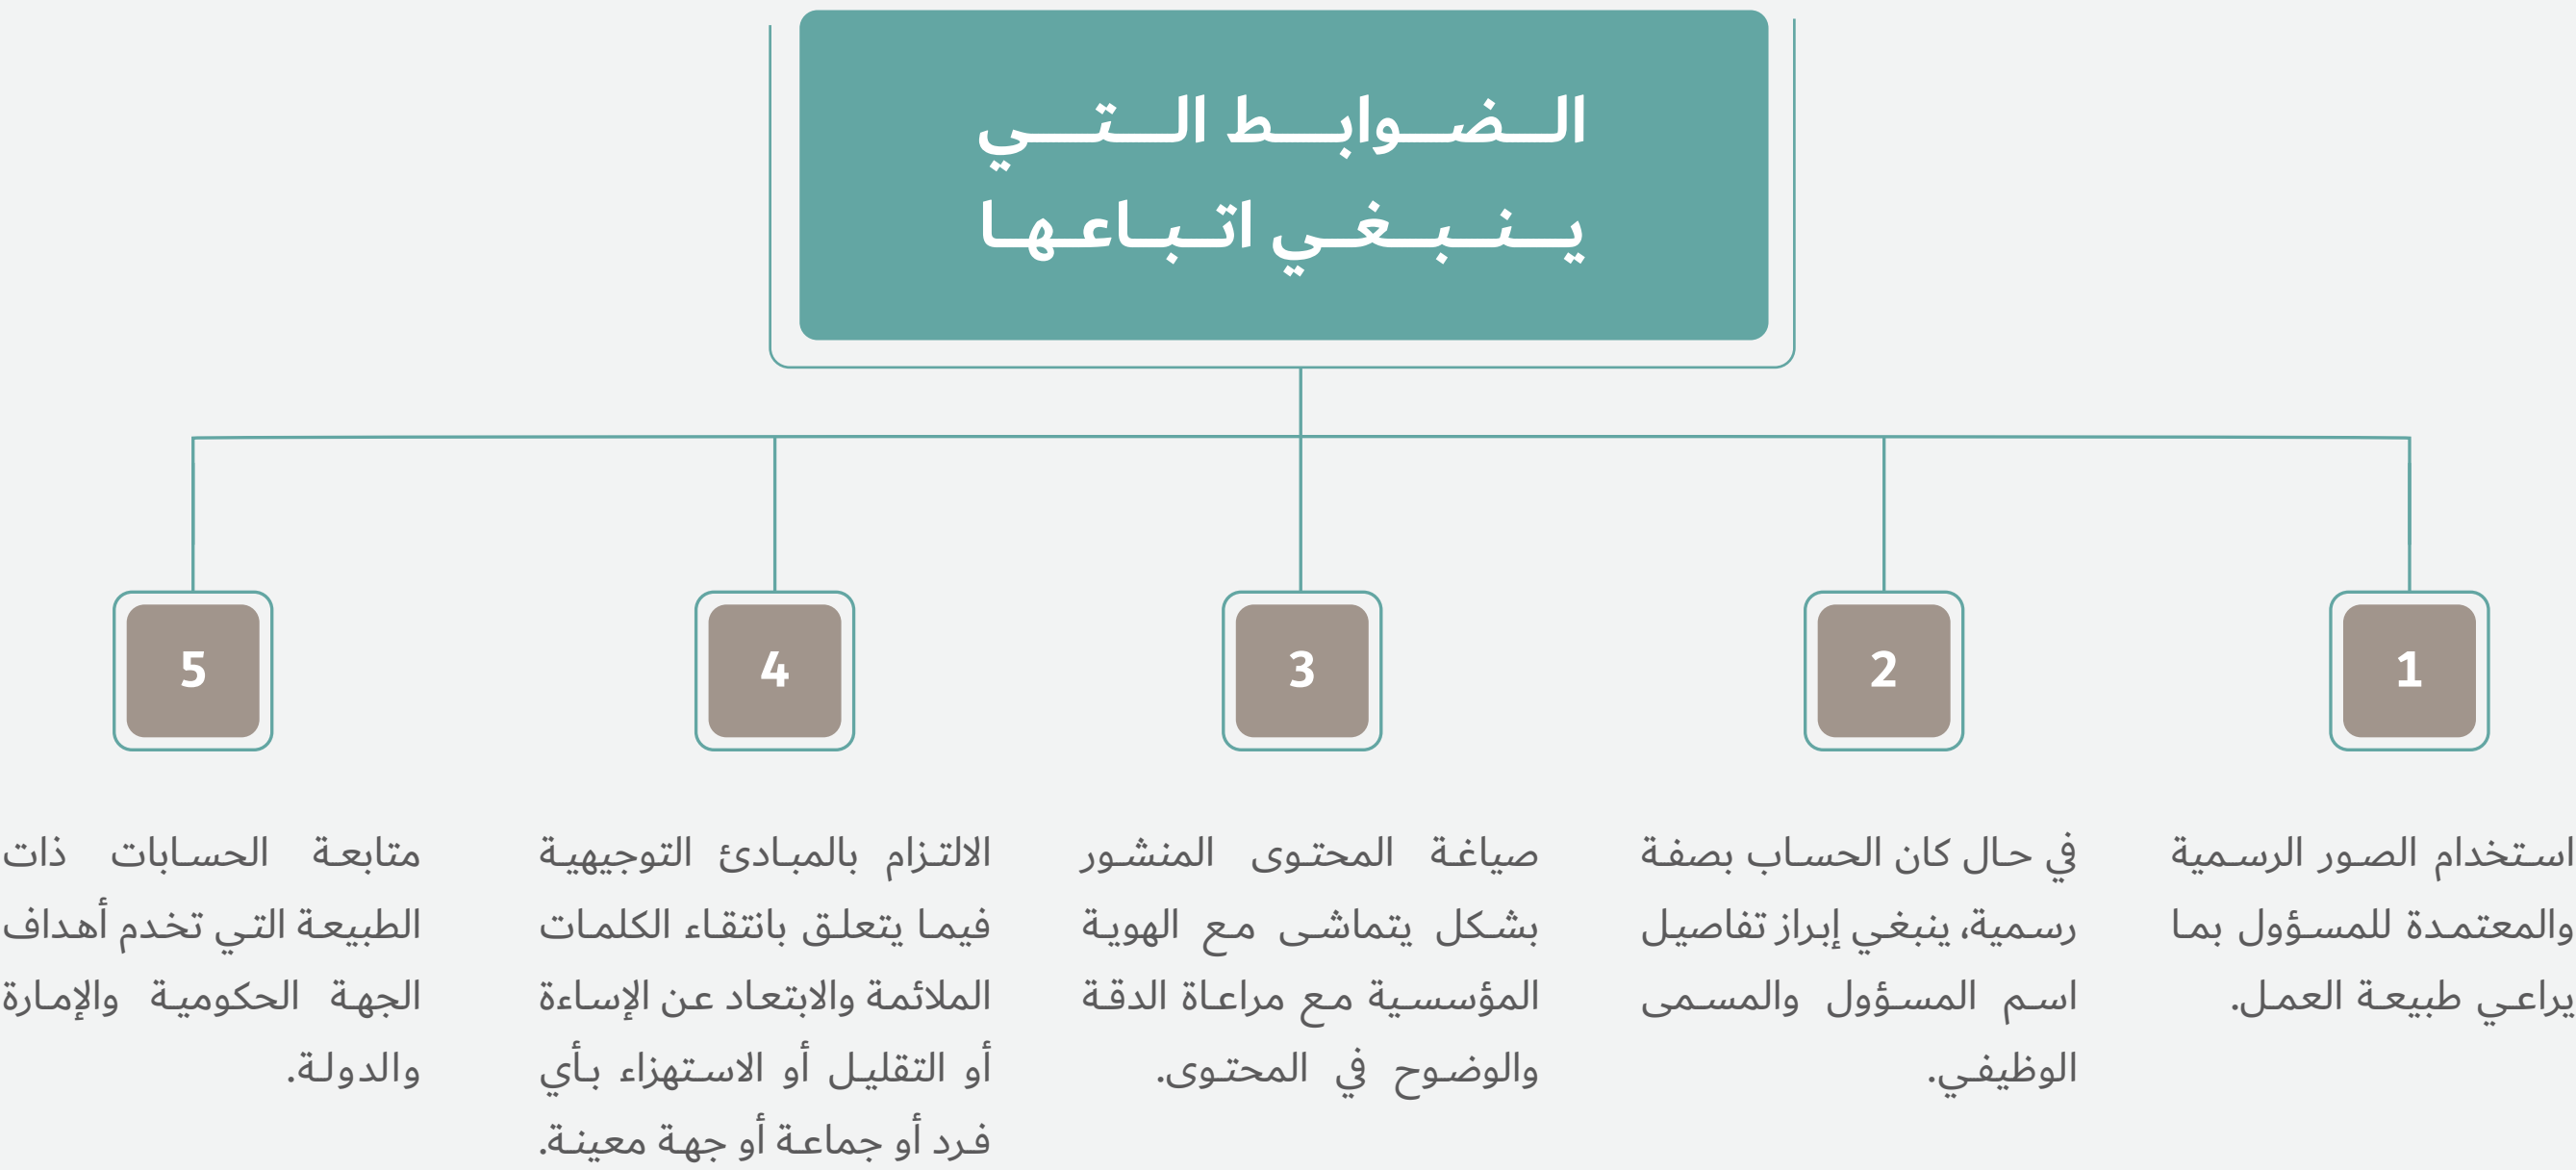 الضوابط التي
ينبغي اتباعها
1
استخدام الصور الرسمية
والمعتمدة للمسؤول بما
يراعي طبيعة العمل.
2
في حال كان الحساب بصفة
رسمية، ينبغي إبراز تفاصيل
اسم المسؤول والمسمى
الوظيفي.
3
صياغة المحتوى المنشور
بشكل يتماشى مع الهوية
المؤسسية مع مراعاة الدقة
والوضوح في المحتوى.
4
الالتزام بالمبادئ التوجيهية
فيما يتعلق بانتقاء الكلمات
الملائمة والابتعاد عن الإساءة
أو التقليل أو الاستهزاء بأي
فرد أو جماعة أو جهة معينة.
5
متابعة الحسابات ذات
الطبيعة التي تخدم أهداف
الجهة الحكومية والإمارة
والدولة.